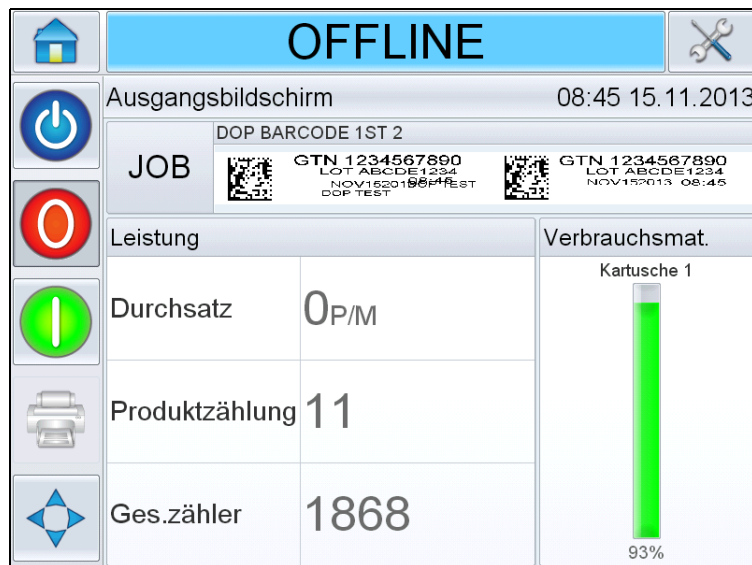 OFFLINE
Ausgangsbildschirm
08:45 15.11.2013
JOB
DOP BARCODE 1ST 2
GTN 1234567890
LOT ABCDE1234
DOP TEST
GTN 1234567890
LOT ABCDE1234
NOV152013 08:45
Leistung
Verbrauchsmat.
Durchsatz
0P/M
Produktzählung
11
Ges.zähler
1868
Kartusche 1
93%